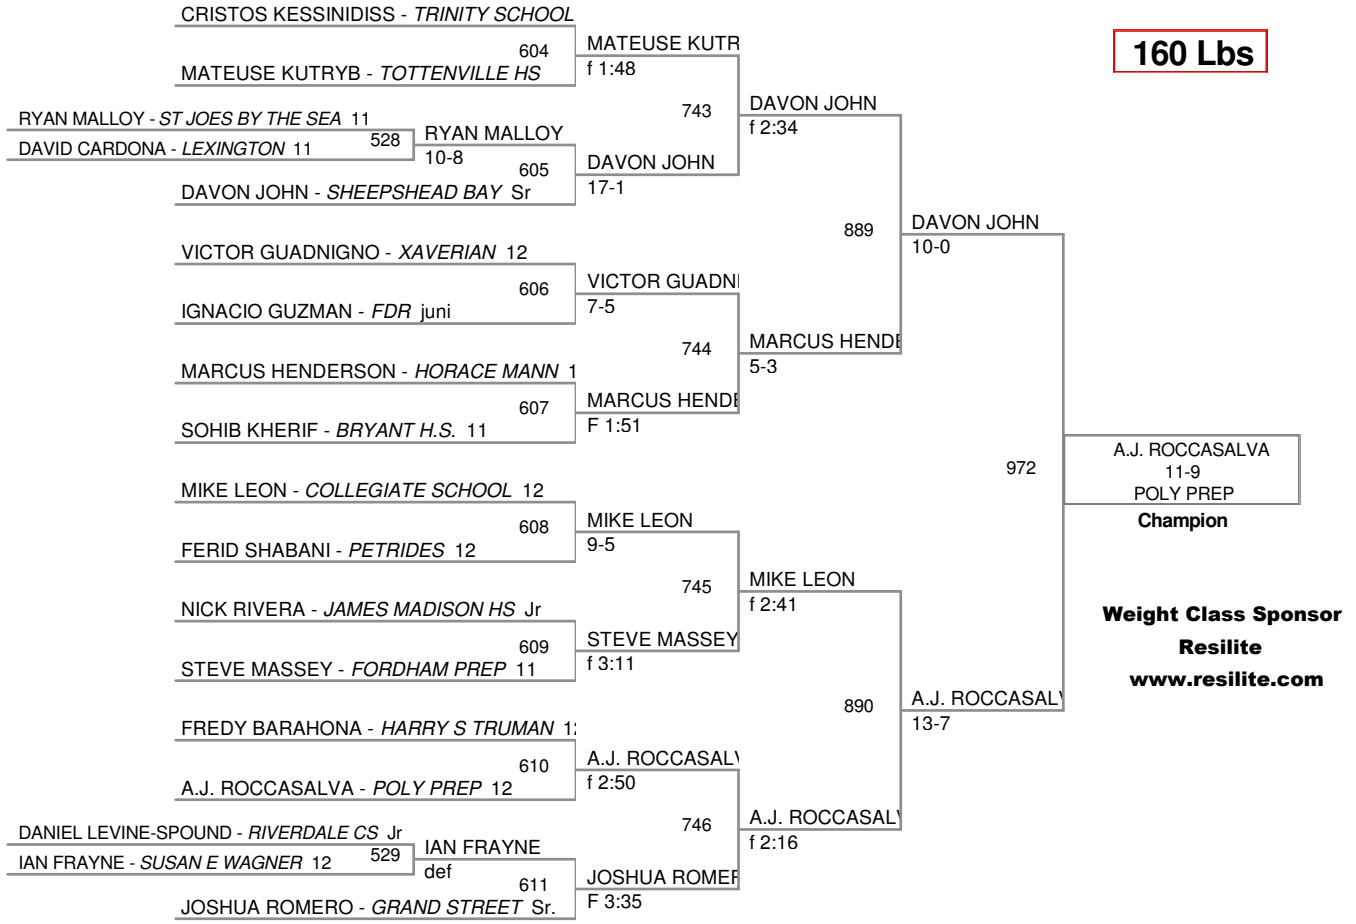 CRISTOS KESSINIDISS - TRINITY SCHOOL
604
MATEUSE KUTRYB - TOTTENVILLE HS
MATEUSE KUTR
f 1:48
160 Lbs
RYAN MALLOY - ST JOES BY THE SEA 11
528
DAVID CARDONA - LEXINGTON 11
RYAN MALLOY
10-8
605
DAVON JOHN - SHEEPSHEAD BAY Sr
DAVON JOHN
17-1
743
DAVON JOHN
f 2:34
VICTOR GUADNIGNO - XAVERIAN 12
606
IGNACIO GUZMAN - FDR juni
VICTOR GUADNI
7-5
MARCUS HENDERSON - HORACE MANN 1
607
SOHIB KHERIF - BRYANT H.S. 11
MARCUS HENDE
F 1:51
744
MARCUS HENDE
5-3
889
DAVON JOHN
10-0
MIKE LEON - COLLEGIATE SCHOOL 12
608
FERID SHABANI - PETRIDES 12
MIKE LEON
9-5
NICK RIVERA - JAMES MADISON HS Jr
609
STEVE MASSEY - FORDHAM PREP 11
STEVE MASSEY
f 3:11
745
MIKE LEON
f 2:41
FREDY BARAHONA - HARRY S TRUMAN 12
610
A.J. ROCCASALVA - POLY PREP 12
A.J. ROCCASALV
f 2:50
DANIEL LEVINE-SPOUND - RIVERDALE CS Jr
529
IAN FRAYNE - SUSAN E WAGNER 12
IAN FRAYNE
def
611
JOSHUA ROMERO - GRAND STREET Sr.
JOSHUA ROMER
F 3:35
746
A.J. ROCCASALV
f 2:16
890
A.J. ROCCASALV
13-7
972
A.J. ROCCASALVA
11-9
POLY PREP
Champion
Weight Class Sponsor
Resilite
www.resilite.com